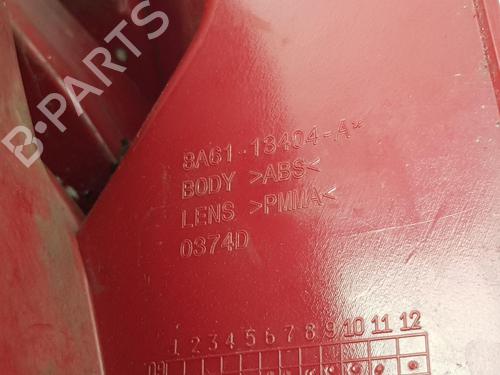 B-PARTS
8A61-13404-A*
BODY >ABS<
LENS >PMMA<
0374D
1 2 3 4 5 6 7 8 9 10 11 12
09